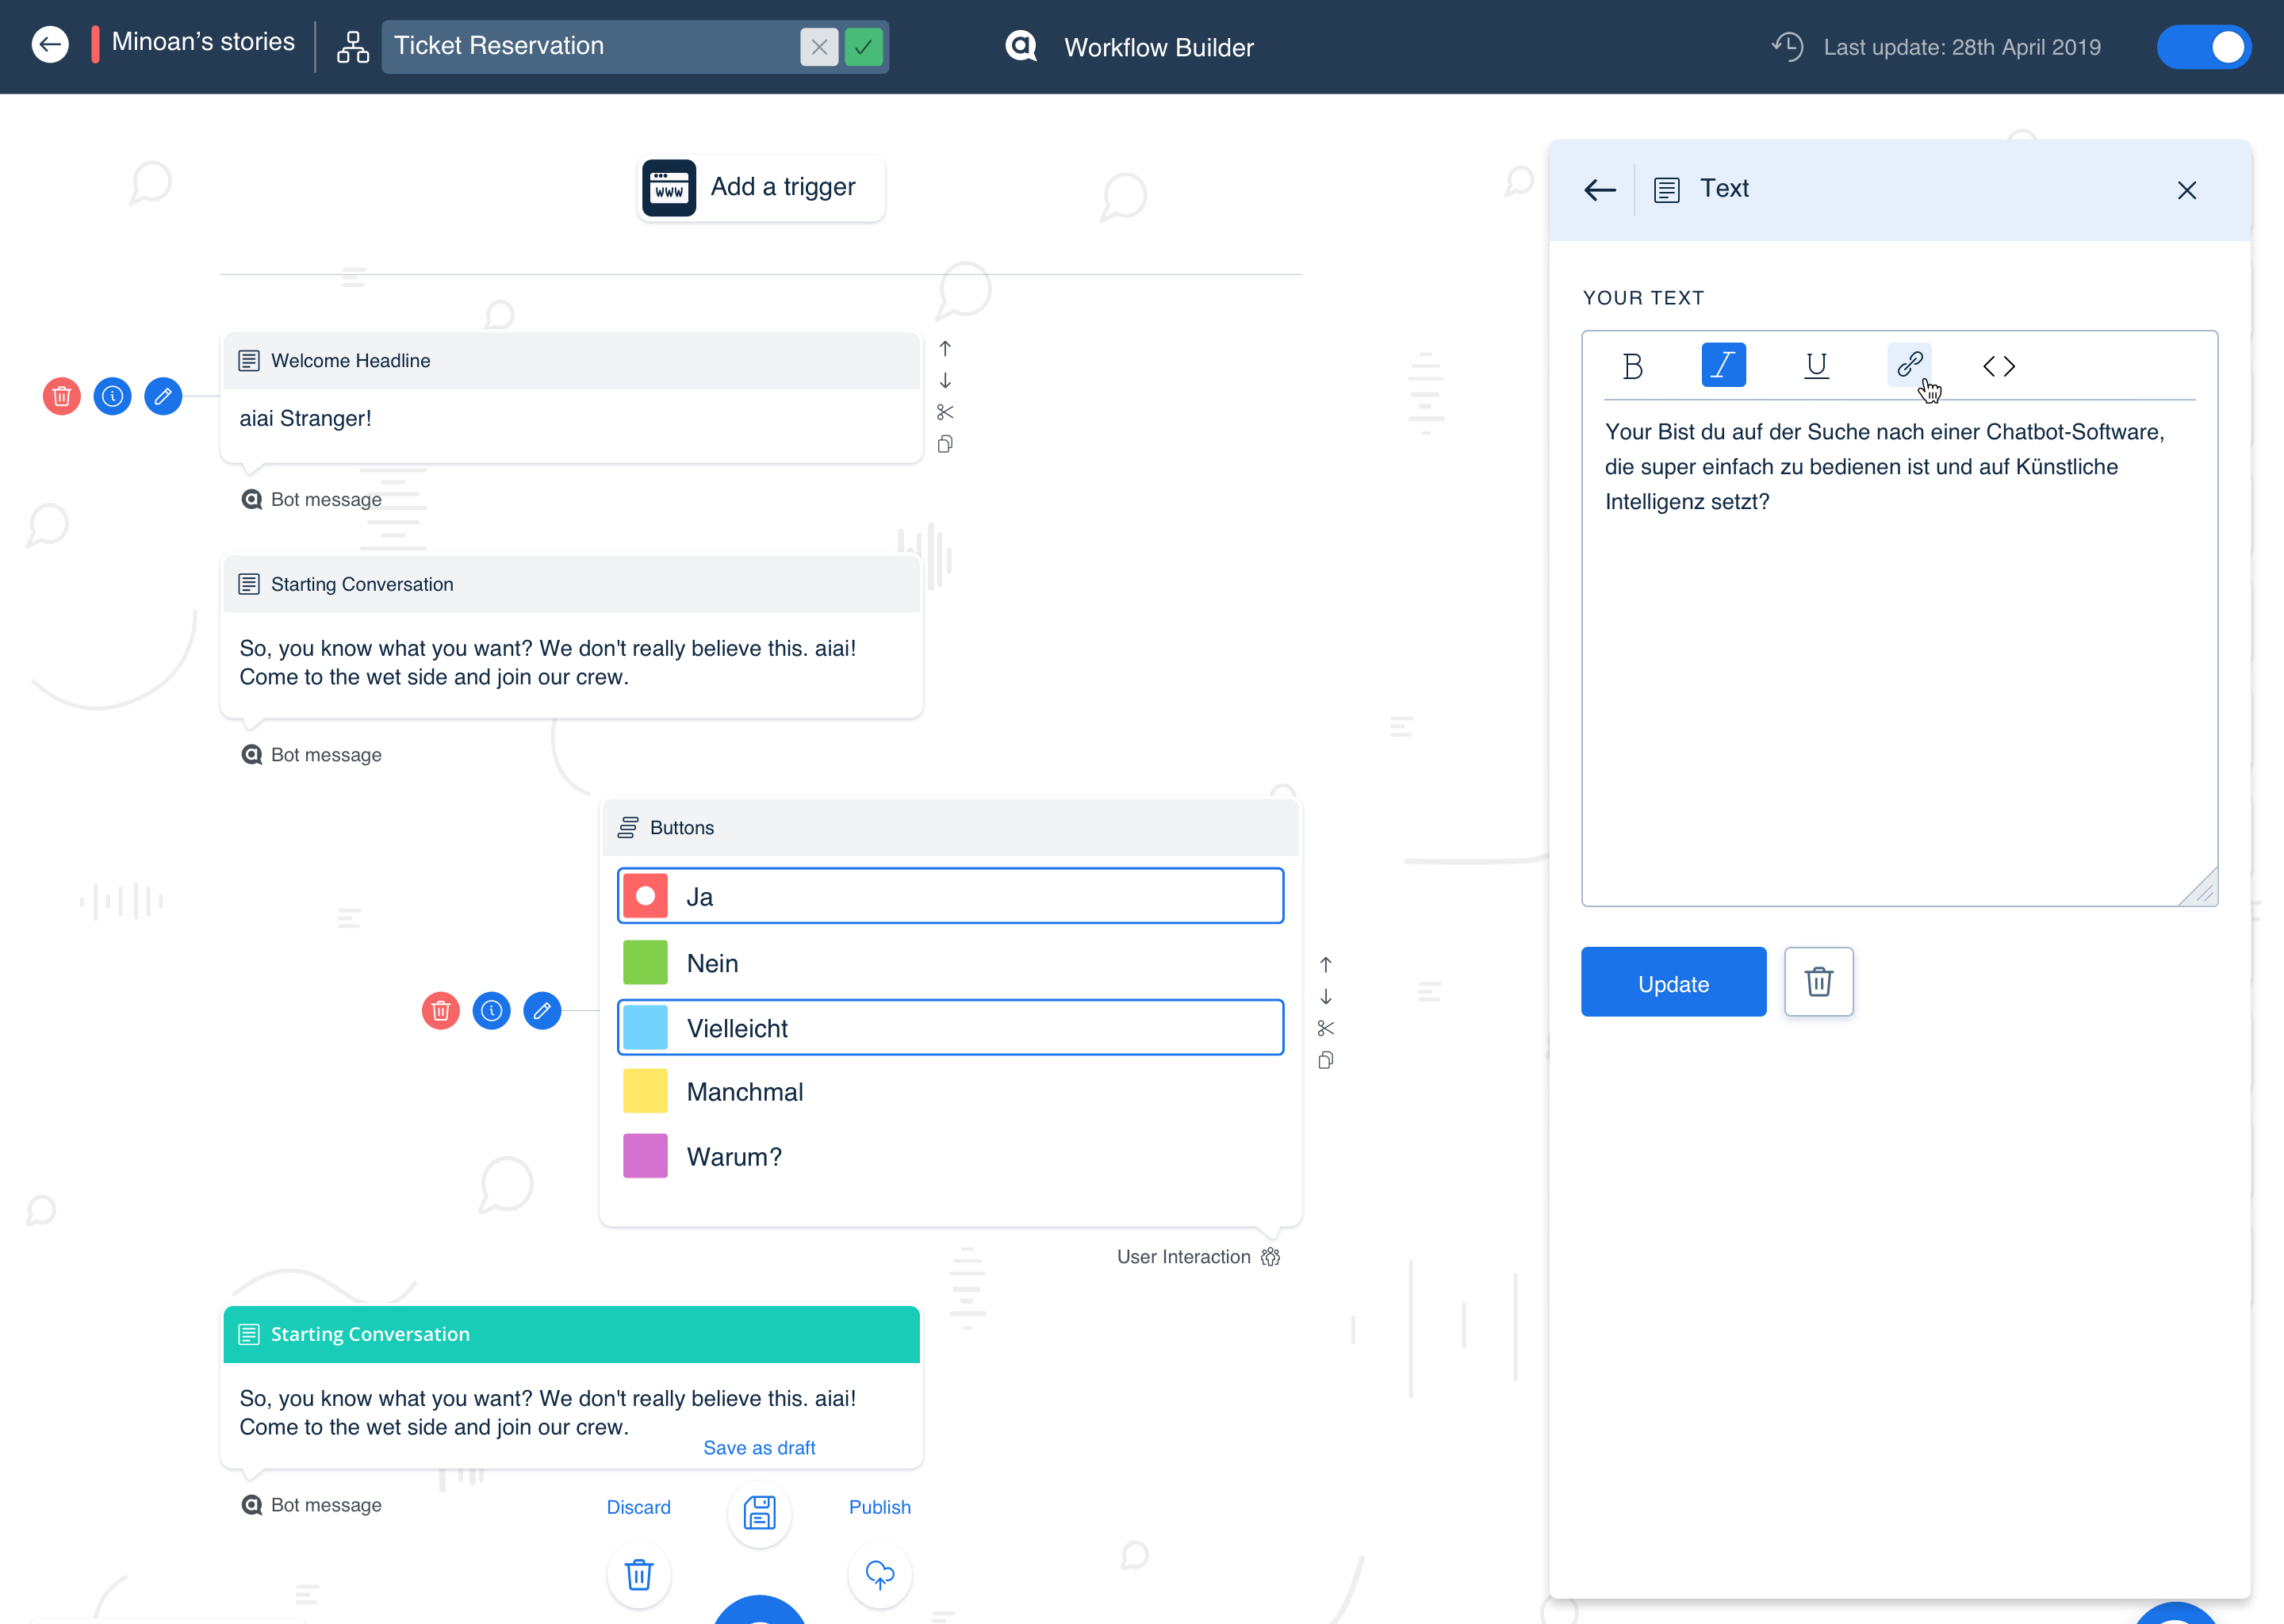 Minoan’s stories
Ticket Reservation
Workflow Builder
Last update: 28th April 2019
WWW
Add a trigger
Welcome Headline
aiai Stranger!
Bot message
Starting Conversation
So, you know what you want? We don't really believe this. aiai!
Come to the wet side and join our crew.
Bot message
Buttons
Ja
Nein
Vielleicht
Manchmal
Warum?
User Interaction
Starting Conversation
So, you know what you want? We don't really believe this. aiai!
Come to the wet side and join our crew.
Save as draft
Bot message
Discard
Publish
Text
YOUR TEXT
B I U <>
Your Bist du auf der Suche nach einer Chatbot-Software,
die super einfach zu bedienen ist und auf Künstliche
Intelligenz setzt?
Update